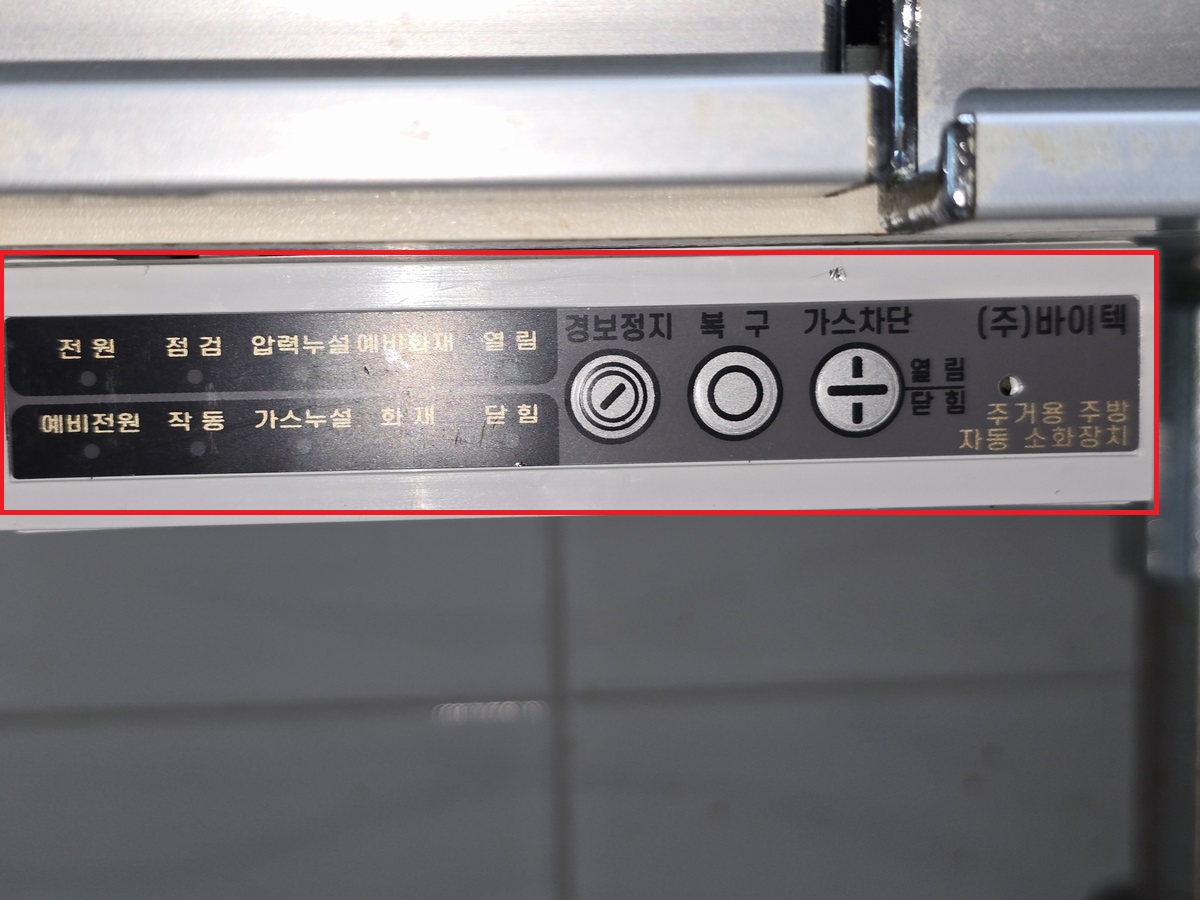 전원 점검 압력누설 예비화재 열림
예비전원 작동 가스누설 화재 닫힘
경보정지 복구 가스차단
열림
닫힘
(주)바이텍
주거용 주방
자동 소화장치